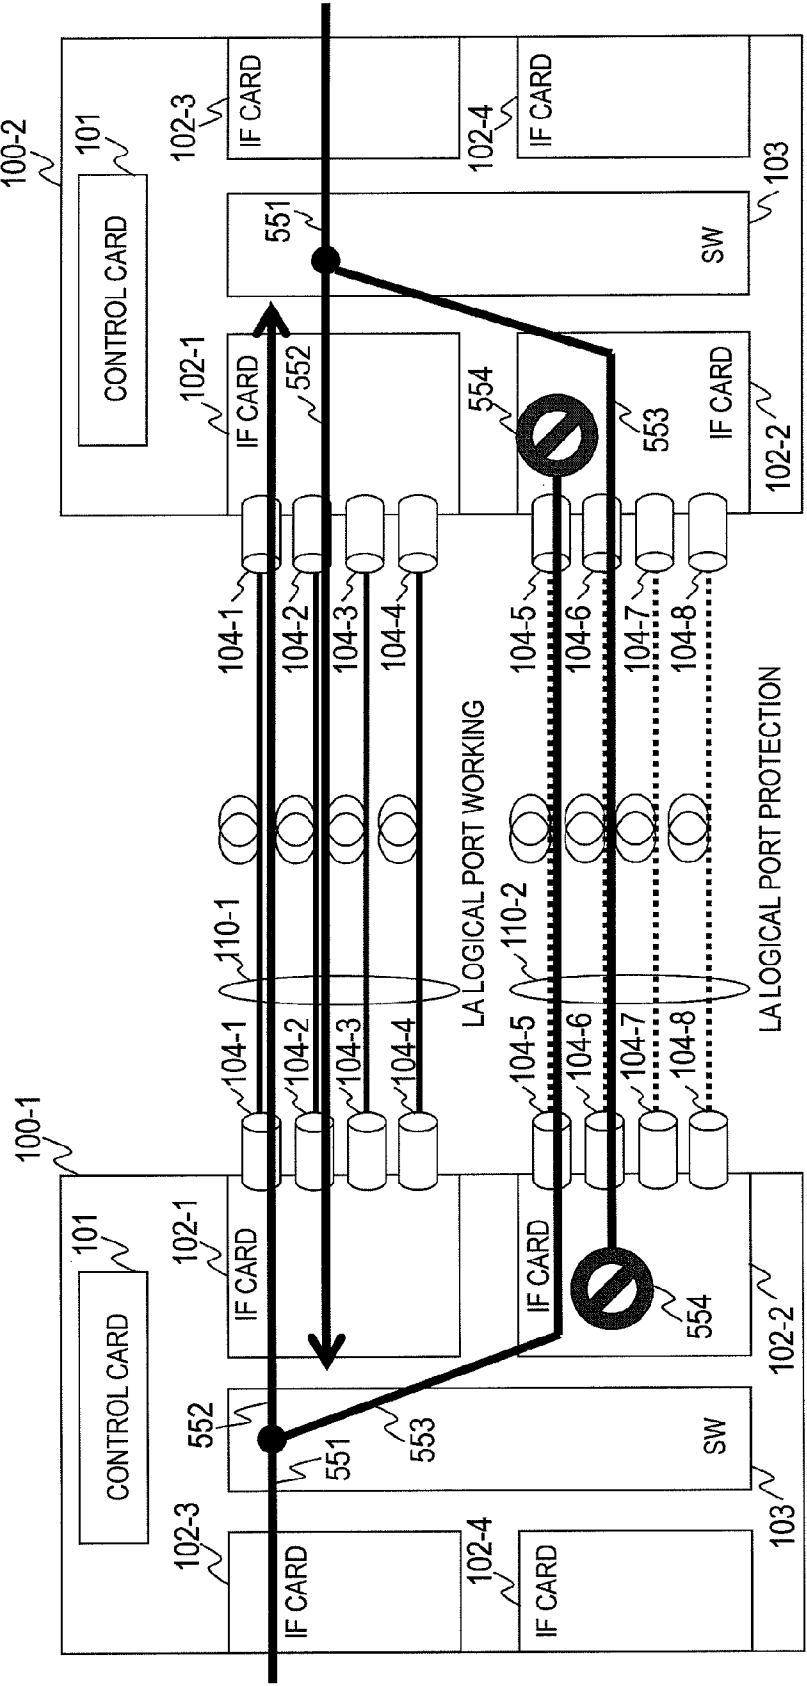 100-2
CONTROL CARD
101
102-3
IF CARD
102-4
IF CARD
551
SW
103
102-1
IF CARD
552
554
553
IF CARD
102-2
104-1
104-2
104-3
104-4
104-5
104-6
104-7
104-8
110-1
LA LOGICAL PORT WORKING
110-2
LA LOGICAL PORT PROTECTION
104-1
104-2
104-3
104-4
104-5
104-6
104-7
104-8
100-1
CONTROL CARD
101
102-1
IF CARD
IF CARD
554
102-2
552
551
553
SW
103
102-3
IF CARD
102-4
IF CARD